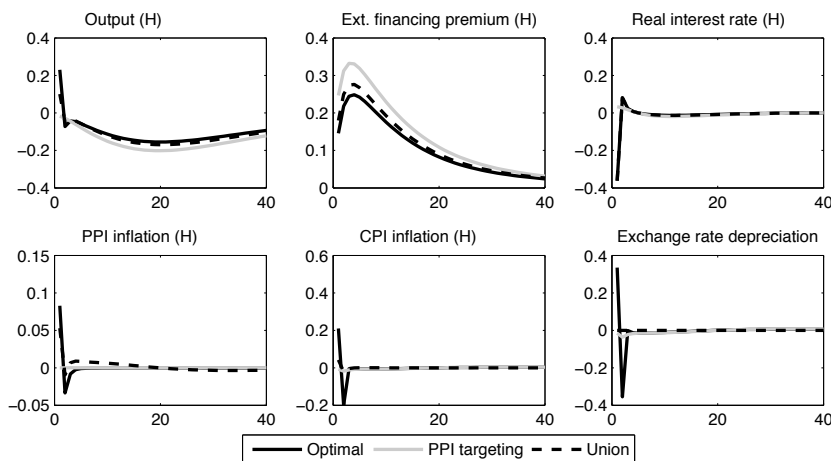 Output (H)
Ext. financing premium (H)
Real interest rate (H)
0.4
0.2
0
−0.2
−0.4
0 20 40
0.4
0.3
0.2
0.1
0
0 20 40
0.4
0.2
0
−0.2
−0.4
0 20 40
PPI inflation (H)
CPI inflation (H)
Exchange rate depreciation
0.15
0.1
0.05
0
−0.05
0 20 40
0.6
0.4
0.2
0
−0.2
0 20 40
0.4
0.2
0
−0.2
−0.4
0 20 40
Optimal PPI targeting Union